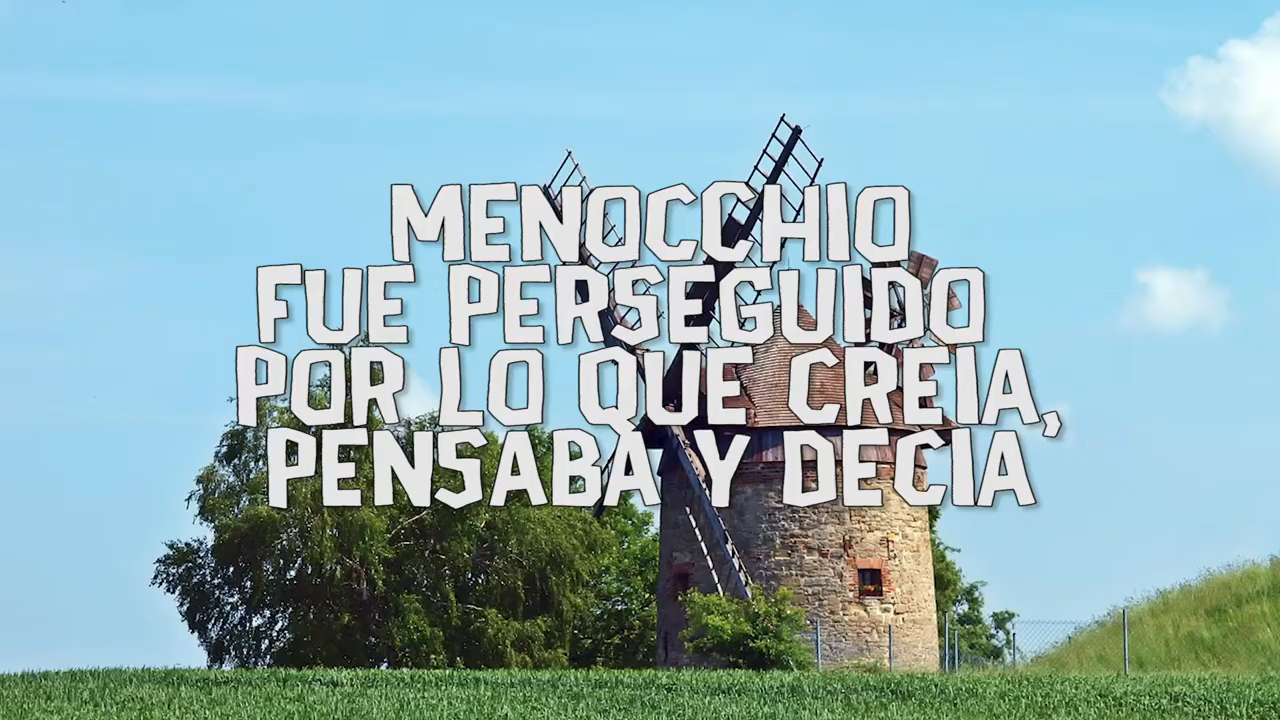 MENOCCHIO
FUE PERSEGUIDO
POR LO QUE CREIA,
PENSABA Y DECIA